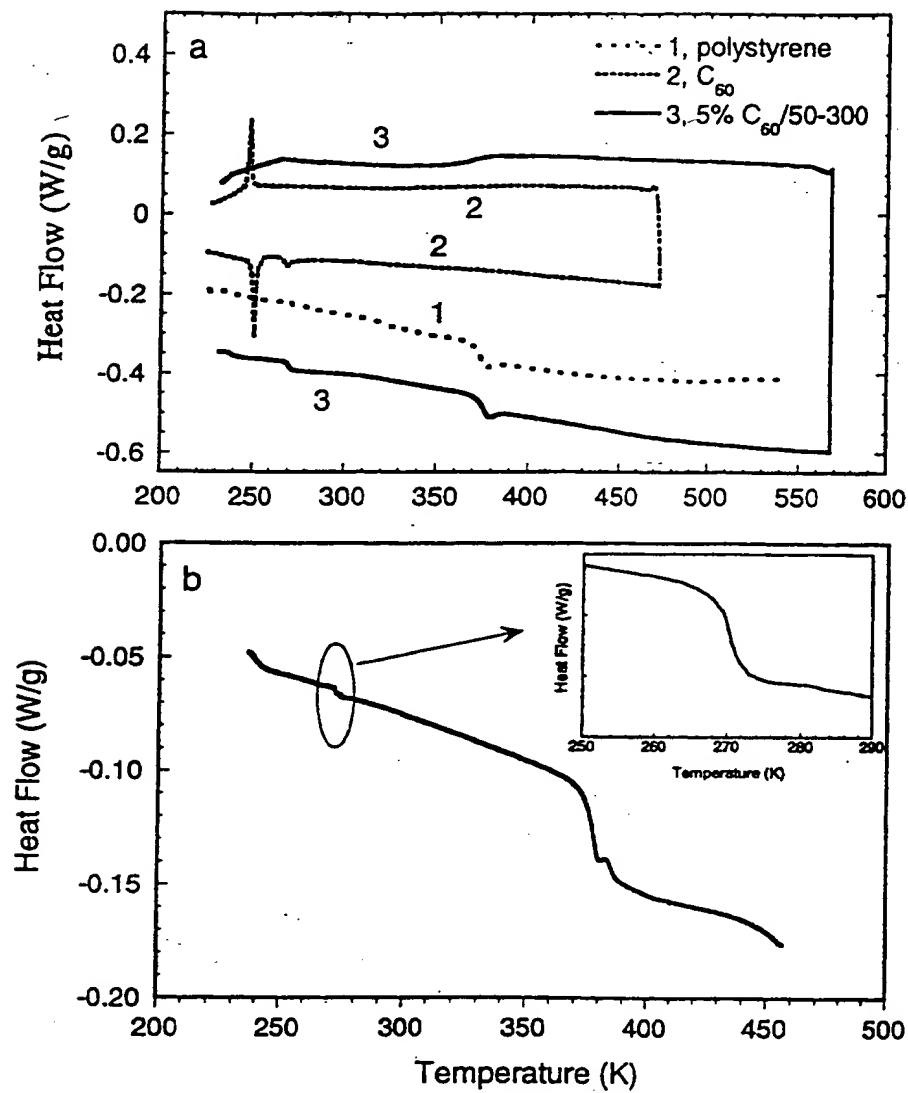 a
1, polystyrene
2, C60
3, 5% C60/50-300
0.4
0.2
0
-0.2
-0.4
-0.6
Heat Flow (W/g)
3
2
2
1
3
200 250 300 350 400 450 500 550 600
b
0.00
-0.05
-0.10
-0.15
-0.20
Heat Flow (W/g)
Heat Flow (W/g)
250 260 270 280 290
Temperature (K)
200 250 300 350 400 450 500
Temperature (K)